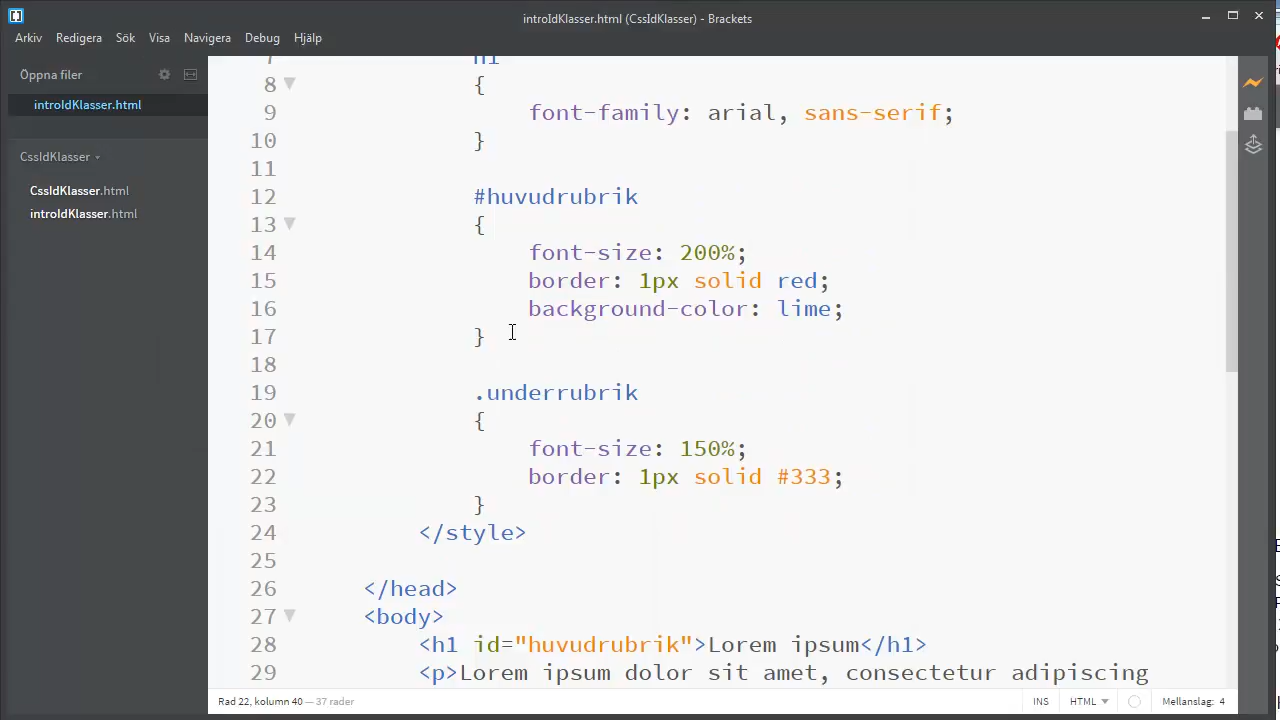 introIdKlasser.html (CssIdKlasser) - Brackets
Arkiv Redigera Sök Visa Navigera Debug Hjälp
Öppna filer
introIdKlasser.html
CssIdKlasser
CssIdKlasser.html
introIdKlasser.html
7 h1
8 {
9 font-family: arial, sans-serif;
10 }
11
12 #huvudrubrik
13 {
14 font-size: 200%;
15 border: 1px solid red;
16 background-color: lime;
17 }
18
19 .underrubrik
20 {
21 font-size: 150%;
22 border: 1px solid #333;
23 }
24 </style>
25
26 </head>
27 <body>
28 <h1 id="huvudrubrik">Lorem ipsum</h1>
29 <p>Lorem ipsum dolor sit amet, consectetur adipiscing
Rad 22, kolumn 40 — 37 rader INS HTML Mellanslag: 4